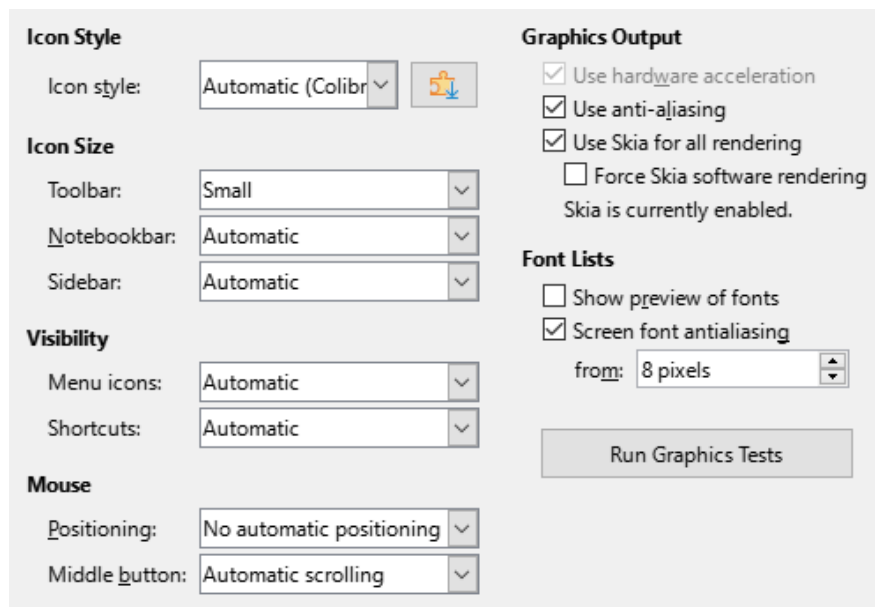 Icon Style
Icon style: Automatic (Colibr
Icon Size
Toolbar: Small
Notebookbar: Automatic
Sidebar: Automatic
Visibility
Menu icons: Automatic
Shortcuts: Automatic
Mouse
Positioning: No automatic positioning
Middle button: Automatic scrolling
Graphics Output
Use hardware acceleration
Use anti-aliasing
Use Skia for all rendering
Force Skia software rendering
Skia is currently enabled.
Font Lists
Show preview of fonts
Screen font antialiasing
from: 8 pixels
Run Graphics Tests